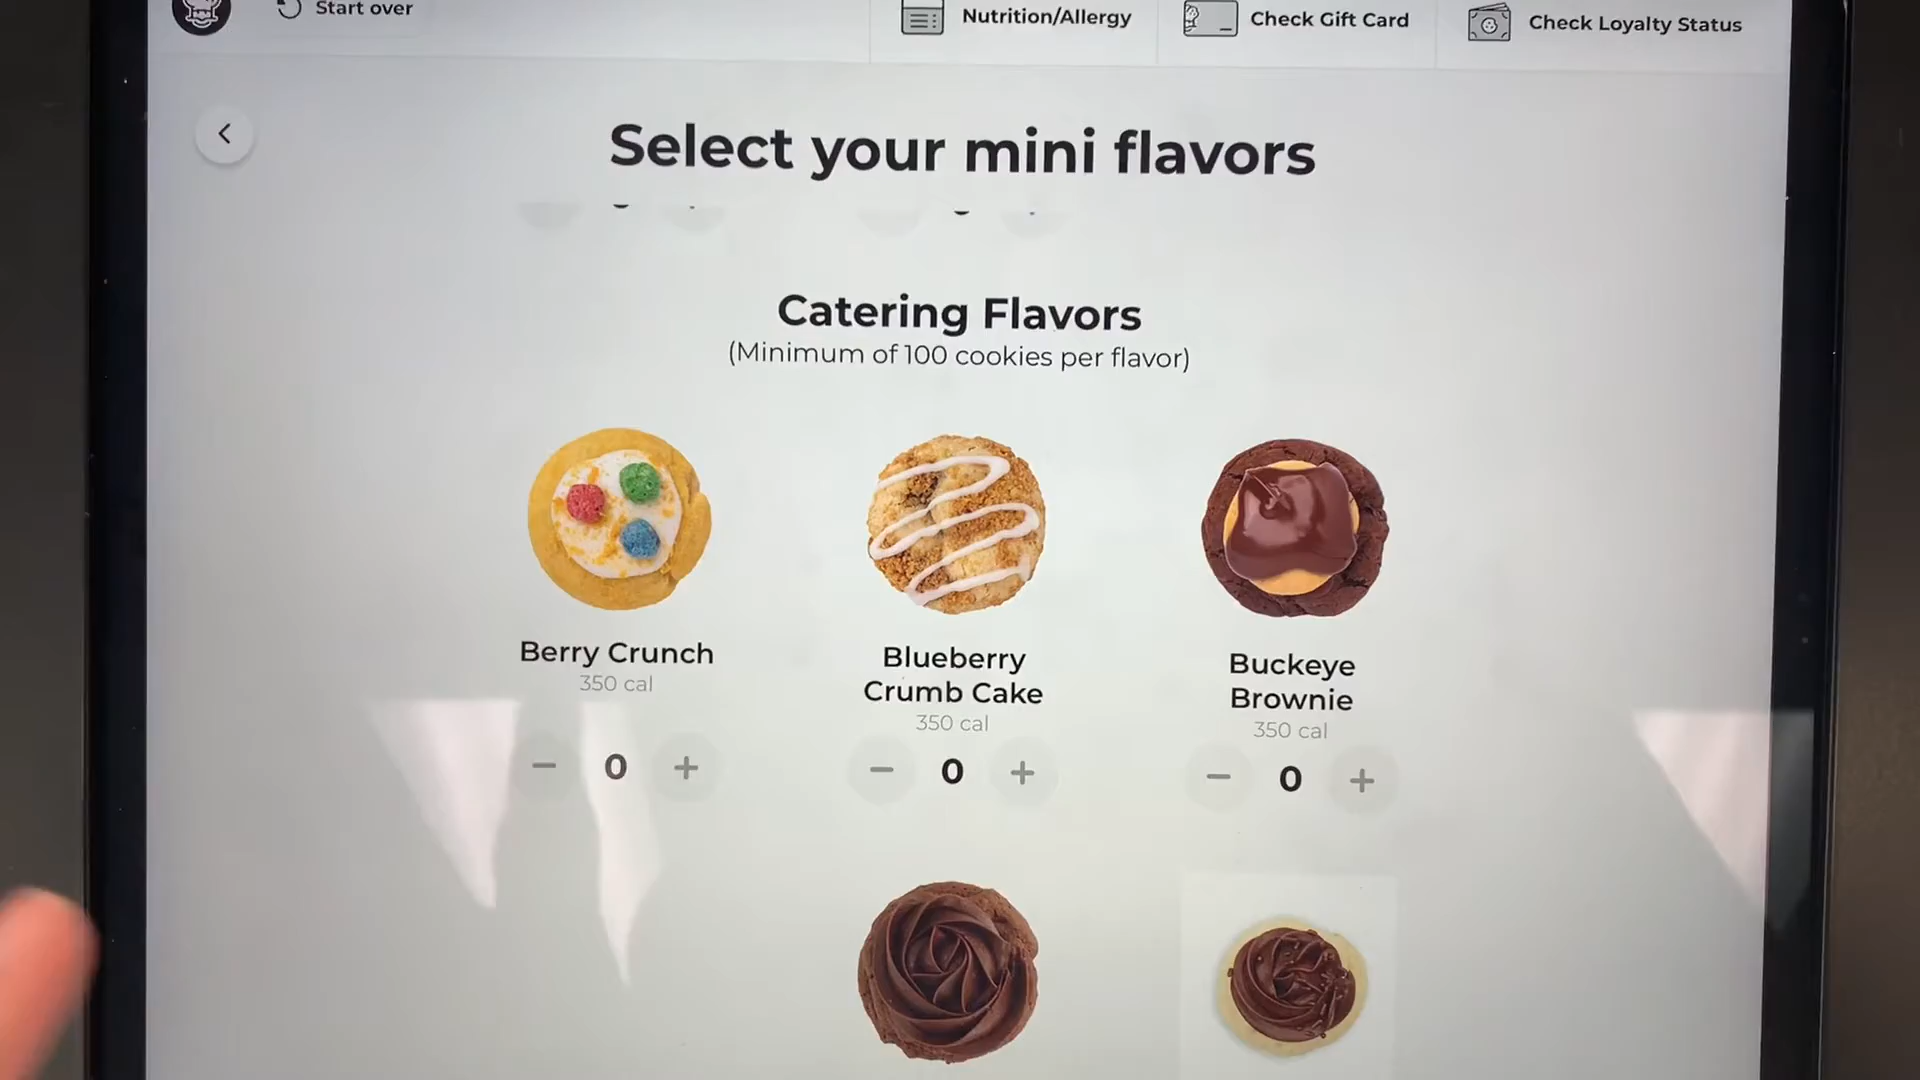 Start over
Nutrition/Allergy
Check Gift Card
Check Loyalty Status
Select your mini flavors
Catering Flavors
(Minimum of 100 cookies per flavor)
Berry Crunch
350 cal
− 0 +
Blueberry
Crumb Cake
350 cal
− 0 +
Buckeye
Brownie
350 cal
− 0 +